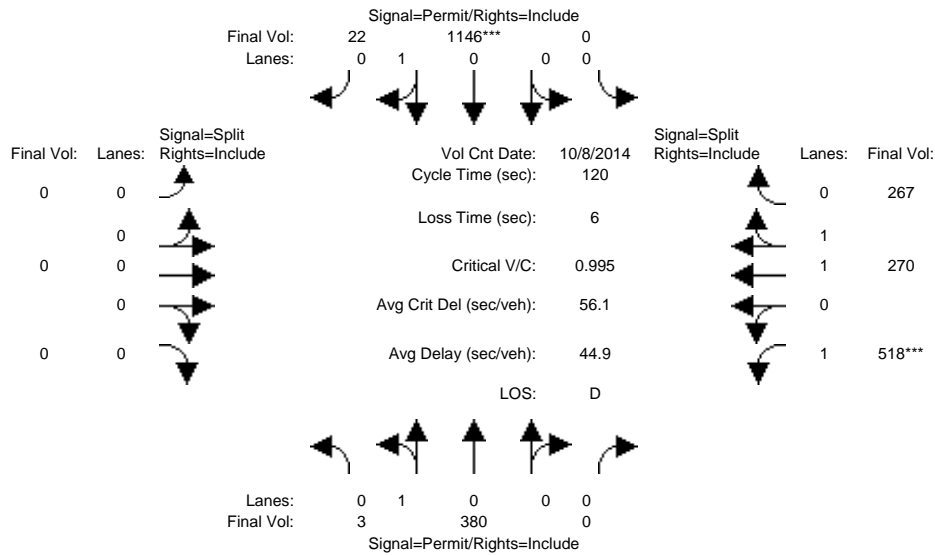 Signal=Permit/Rights=Include
Final Vol: 22 1146*** 0
Lanes: 0 1 0 0 0
Signal=Split Signal=Split
Final Vol: Lanes: Rights=Include Vol Cnt Date: 10/8/2014 Rights=Include Lanes: Final Vol:
Cycle Time (sec): 120
0 0 0 267
Loss Time (sec): 6
0 1
0 0 Critical V/C: 0.995 1 270
0 Avg Crit Del (sec/veh): 56.1 0
0 0 Avg Delay (sec/veh): 44.9 1 518***
LOS: D
Lanes: 0 1 0 0 0
Final Vol: 3 380 0
Signal=Permit/Rights=Include